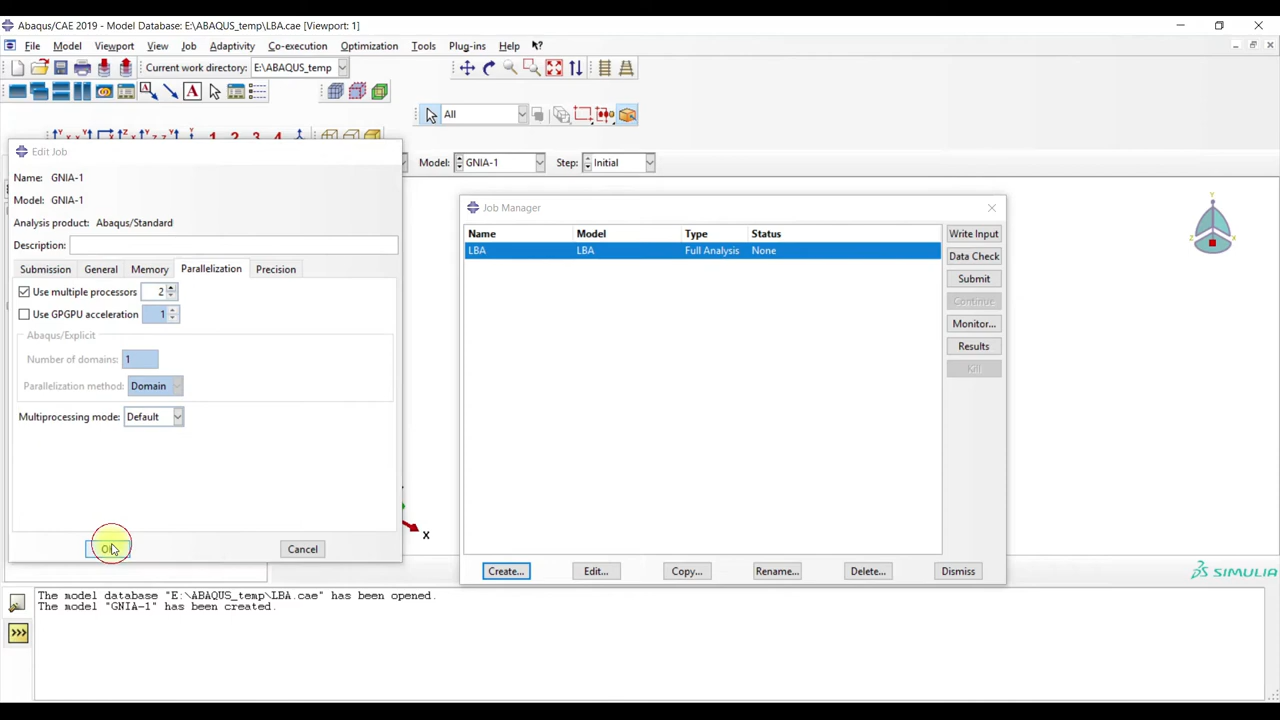 Abaqus/CAE 2019 - Model Database: E:\ABAQUS_temp\LBA.cae [Viewport: 1]
File Model Viewport View Job Adaptivity Co-execution Optimization Tools Plug-ins Help
Current work directory: E:\ABAQUS_temp
A A
All
1 2 3 4
Model: GNIA-1 Step: Initial
Edit Job
Name: GNIA-1
Model: GNIA-1
Analysis product: Abaqus/Standard
Description:
Submission General Memory Parallelization Precision
Use multiple processors 2
Use GPGPU acceleration 1
Abaqus/Explicit
Number of domains: 1
Parallelization method: Domain
Multiprocessing mode: Default
Cancel
Job Manager
Name Model Type Status
LBA LBA Full Analysis None
Write Input
Data Check
Submit
Continue
Monitor...
Results
Kill
Create... Edit... Copy... Rename... Delete... Dismiss
Y
Z X
X
SIMULIA
The model database "E:\ABAQUS_temp\LBA.cae" has been opened.
The model "GNIA-1" has been created.
>>>